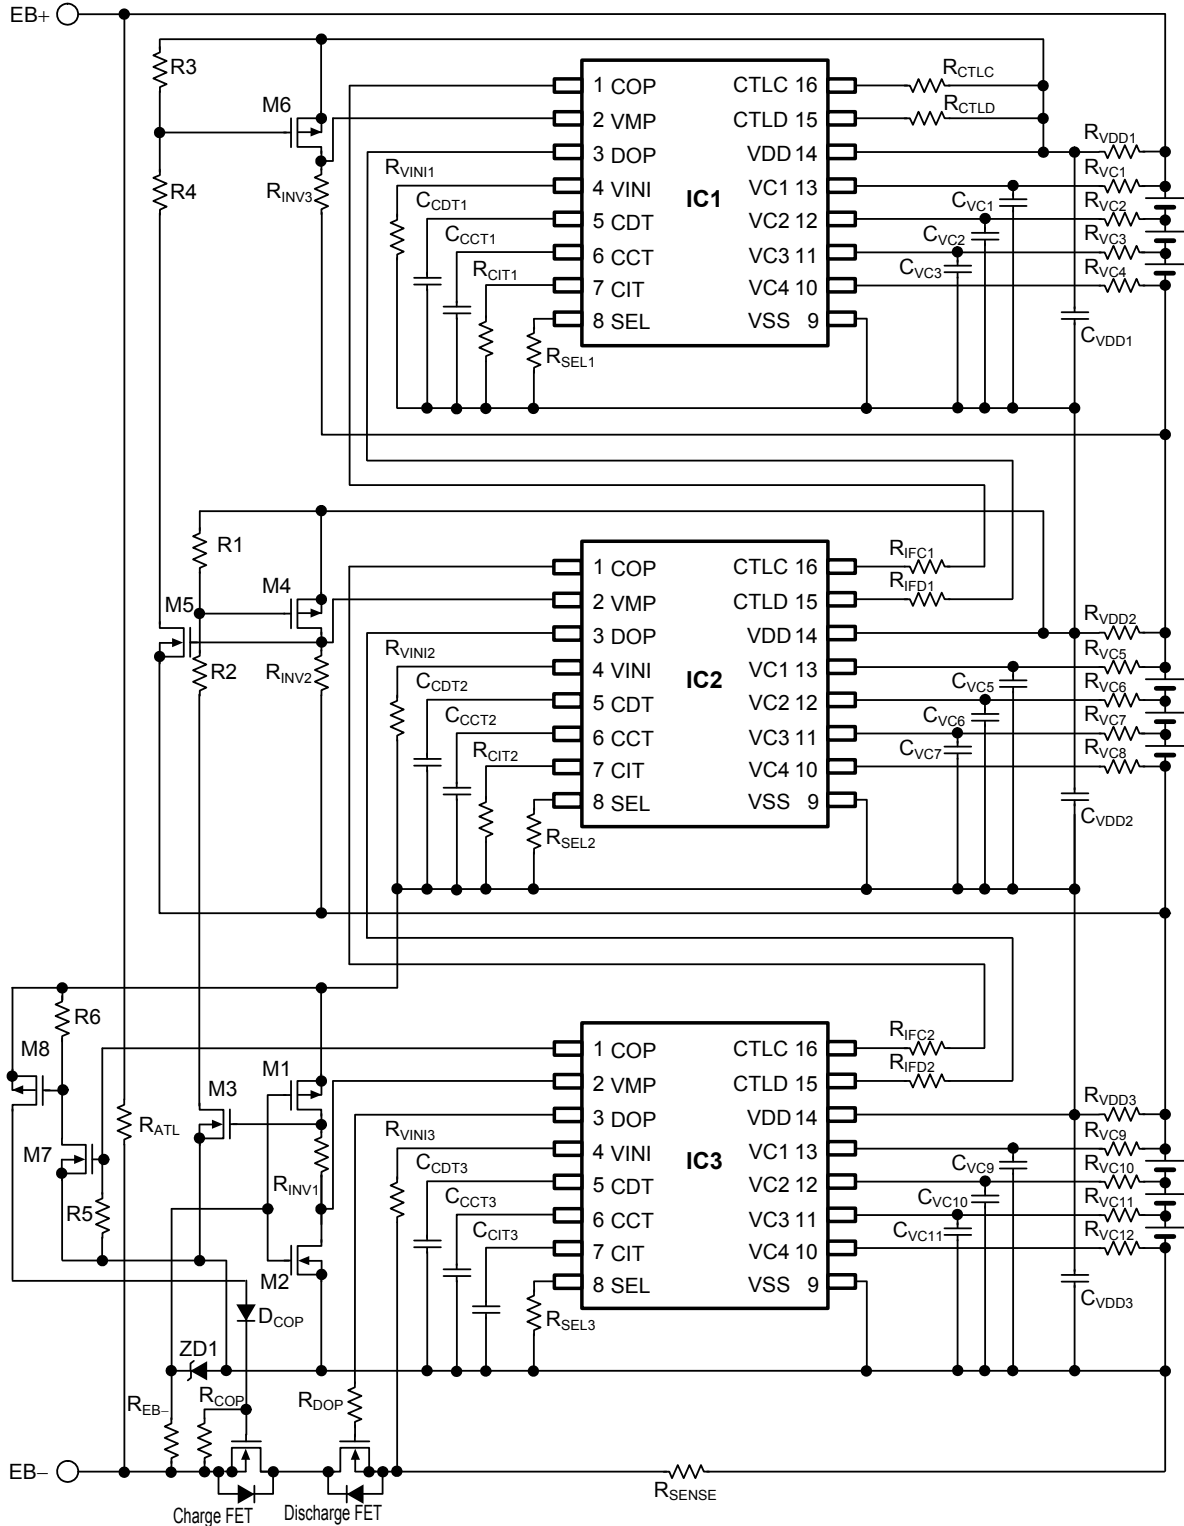 EB+
R3
M6
R4
RINV3
RVINI1
CCDT1
CCCT1
RCIT1
RSEL1
1 COP
2 VMP
3 DOP
4 VINI
5 CDT
6 CCT
7 CIT
8 SEL
IC1
CTLC 16
CTLD 15
VDD 14
VC1 13
VC2 12
VC3 11
VC4 10
VSS 9
RCTLC
RCTLD
RVDD1
RVC1
RVC2
RVC3
RVC4
CVC1
CVC2
CVC3
CVDD1
R1
M4
M5
R2
RINV2
RVINI2
CCDT2
CCCT2
RCIT2
RSEL2
1 COP
2 VMP
3 DOP
4 VINI
5 CDT
6 CCT
7 CIT
8 SEL
IC2
CTLC 16
CTLD 15
VDD 14
VC1 13
VC2 12
VC3 11
VC4 10
VSS 9
RIFC1
RIFD1
RVDD2
RVC5
RVC6
RVC7
RVC8
CVC5
CVC6
CVC7
CVDD2
R6
M8
M1
M3
RATL
M7
RINV1
R5
M2
DCOP
ZD1
RVINI3
CCDT3
CCCT3
CCIT3
RSEL3
1 COP
2 VMP
3 DOP
4 VINI
5 CDT
6 CCT
7 CIT
8 SEL
IC3
CTLC 16
CTLD 15
VDD 14
VC1 13
VC2 12
VC3 11
VC4 10
VSS 9
RIFC2
RIFD2
RVDD3
RVC9
RVC10
RVC11
RVC12
CVC9
CVC10
CVC11
CVDD3
REB−
RCOP
RDOP
EB−
RSENSE
Charge FET
Discharge FET